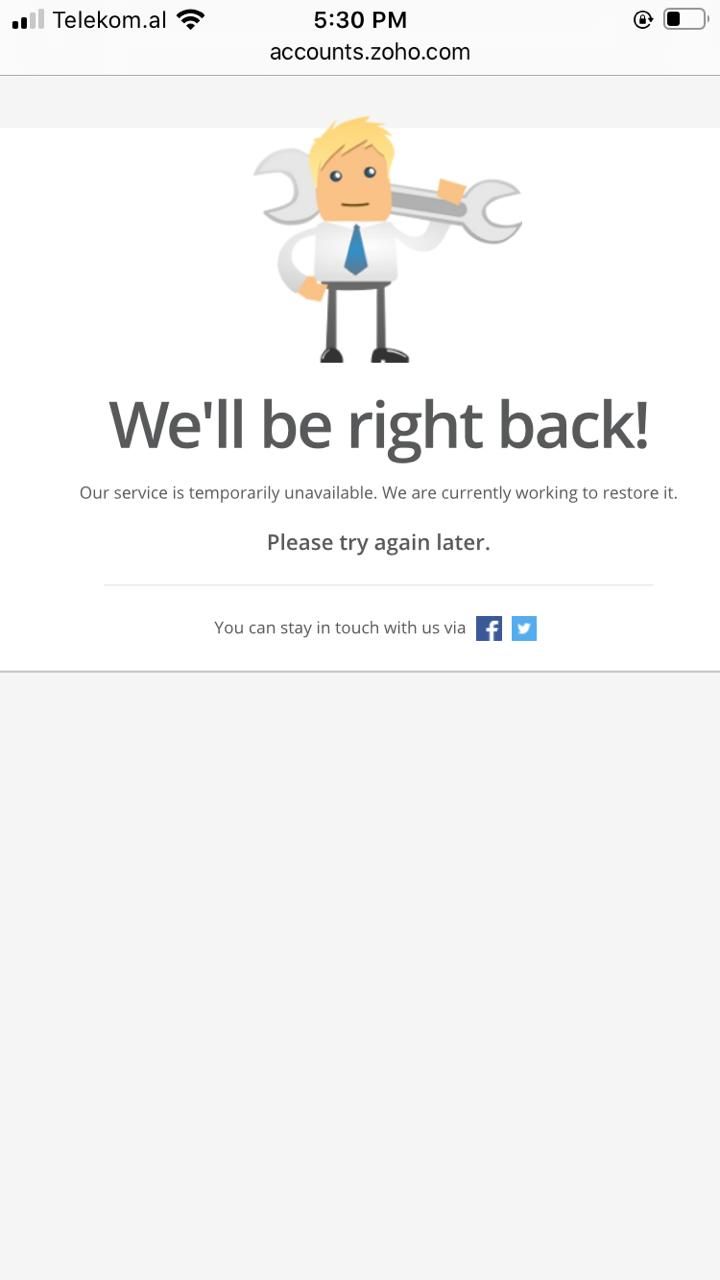 Telekom.al
5:30 PM
accounts.zoho.com
We'll be right back!
Our service is temporarily unavailable. We are currently working to restore it.
Please try again later.
You can stay in touch with us via